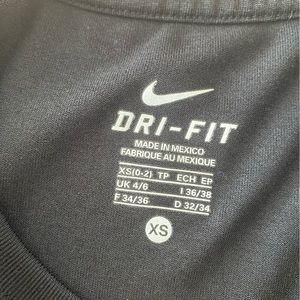 DRI-FIT
MADE IN MEXICO
FABRIQUE AU MEXIQUE
XS(0-2) TP ECH EP
UK 4/6 I 36/38
F 34/36 D 32/34
XS